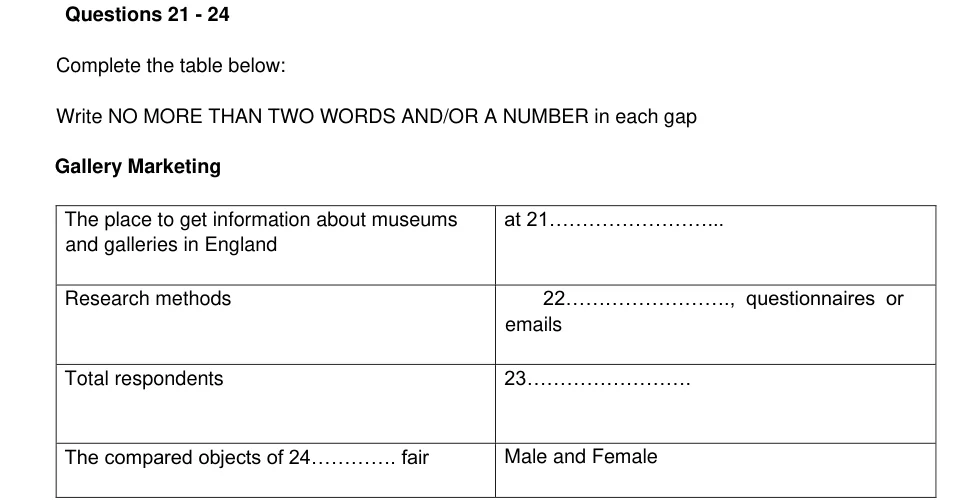 Questions 21 - 24
Complete the table below:
Write NO MORE THAN TWO WORDS AND/OR A NUMBER in each gap
Gallery Marketing
The place to get information about museums
and galleries in England
at 21……………………...
Research methods
22……………………., questionnaires or
emails
Total respondents
23…………………….
The compared objects of 24…………. fair
Male and Female